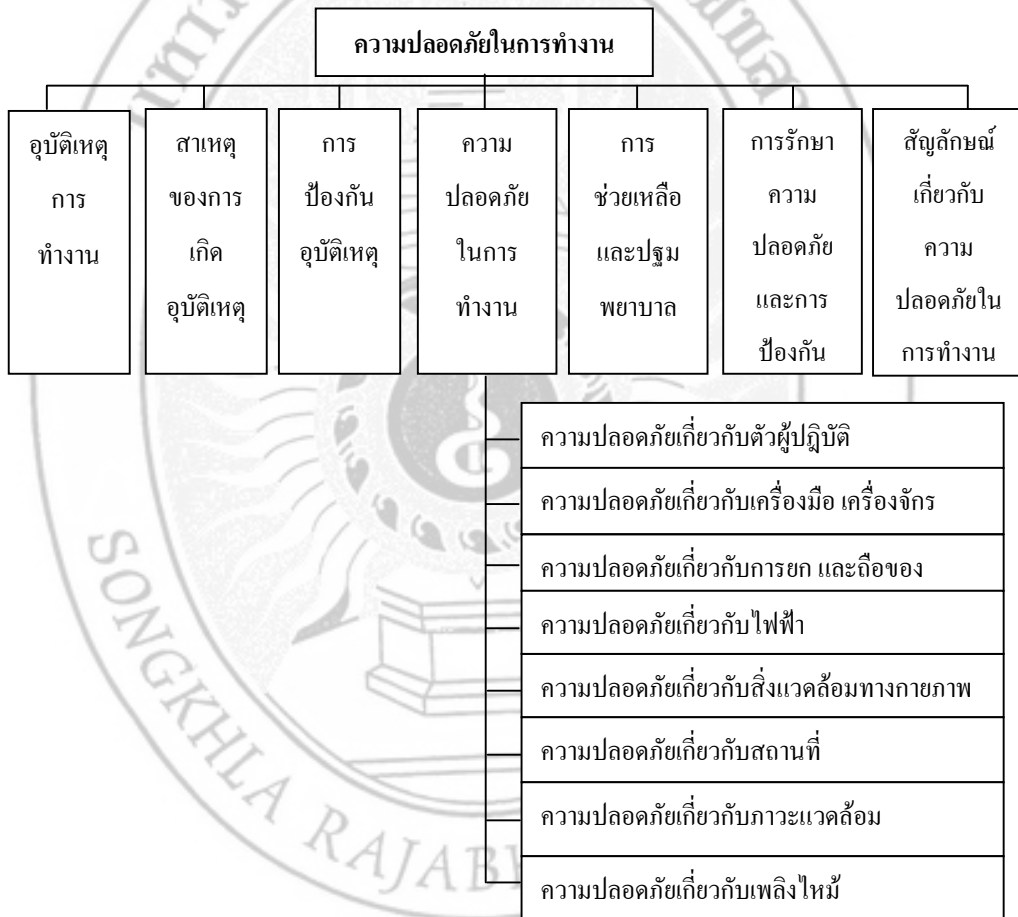 ความปลอดภัยในการทำงาน
อุบัติเหตุ
การ
ทำงาน
สาเหตุ
ของการ
เกิด
อุบัติเหตุ
การ
ป้องกัน
อุบัติเหตุ
ความ
ปลอดภัย
ในการ
ทำงาน
การ
ช่วยเหลือ
และปฐม
พยาบาล
การรักษา
ความ
ปลอดภัย
และการ
ป้องกัน
สัญลักษณ์
เกี่ยวกับ
ความ
ปลอดภัยใน
การทำงาน
ความปลอดภัยเกี่ยวกับตัวผู้ปฎิบัติ
ความปลอดภัยเกี่ยวกับเครื่องมือ เครื่องจักร
ความปลอดภัยเกี่ยวกับการยก และถือของ
ความปลอดภัยเกี่ยวกับไฟฟ้า
ความปลอดภัยเกี่ยวกับสิ่งแวดล้อมทางกายภาพ
ความปลอดภัยเกี่ยวกับสถานที่
ความปลอดภัยเกี่ยวกับภาวะแวดล้อม
ความปลอดภัยเกี่ยวกับเพลิงไหม้
SONGKHLA